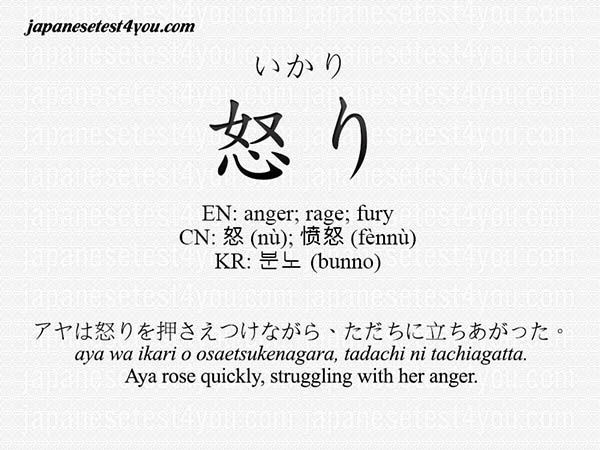 japanesetest4you.com
いかり
怒り
EN: anger; rage; fury
CN: 怒 (nù); 愤怒 (fènnù)
KR: 분노 (bunno)
アヤは怒りを押さえつけながら、ただちに立ちあがった。
aya wa ikari o osaetsukenagara, tadachi ni tachiagatta.
Aya rose quickly, struggling with her anger.